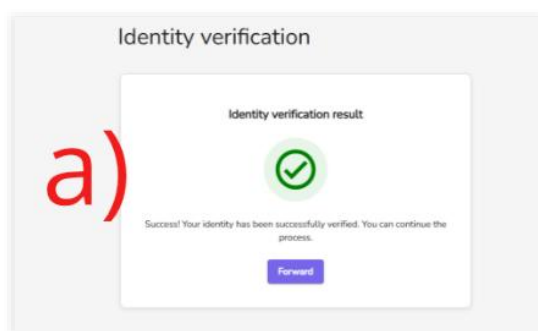 Identity verification
Identity verification result
a)
Success! Your identity has been successfully verified. You can continue the
process.
Forward